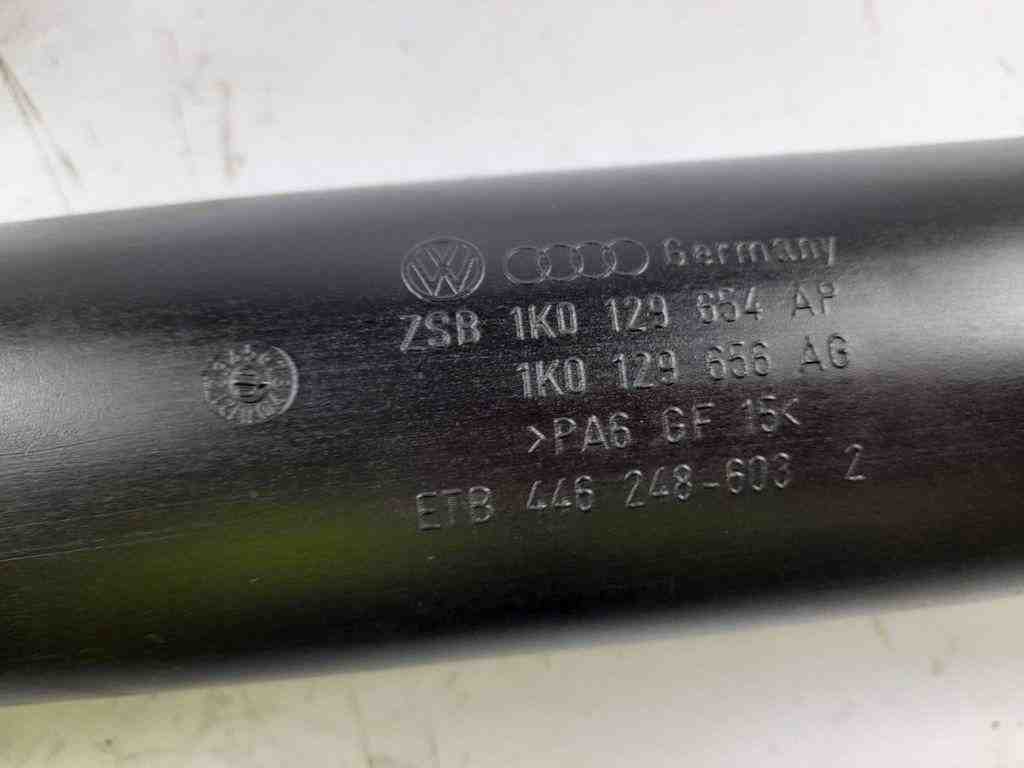 Germany
ZSB 1K0 129 654 AP
1K0 129 656 AG
>PA6 GF 15<
ETB 446 248-603 2